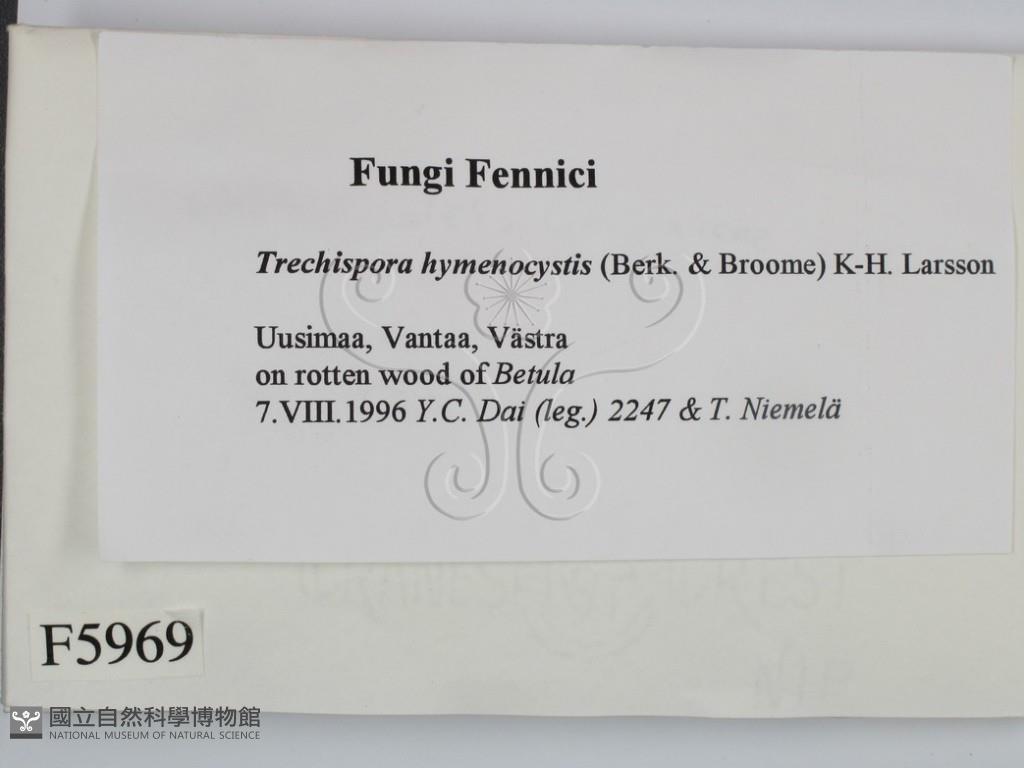 Fungi Fennici
Trechispora hymenocystis (Berk. & Broome) K-H. Larsson
Uusimaa, Vantaa, Västra
on rotten wood of Betula
7.VIII.1996 Y.C. Dai (leg.) 2247 & T. Niemelä
F5969
國立自然科學博物館
NATIONAL MUSEUM OF NATURAL SCIENCE